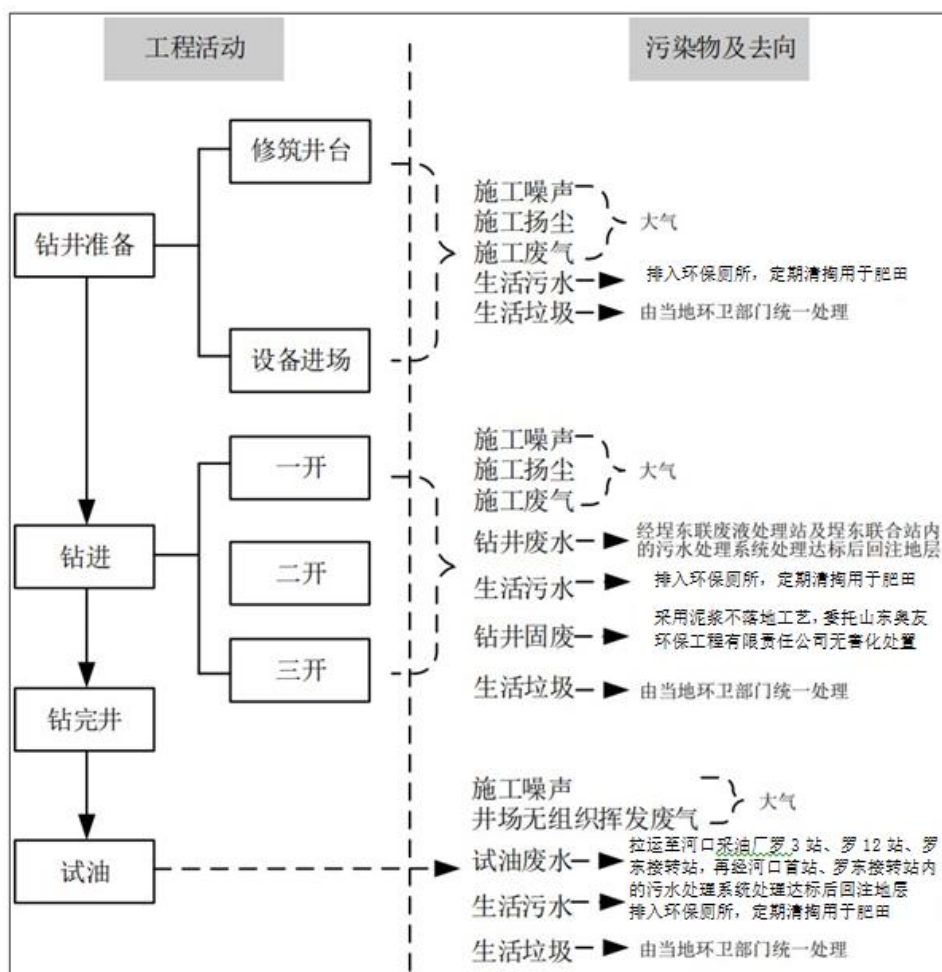 工程活动
污染物及去向
修筑井台
钻井准备
设备进场
施工噪声
施工扬尘
施工废气
大气
生活污水
排入环保厕所，定期清掏用于肥田
生活垃圾
由当地环卫部门统一处理
一开
钻进
二开
三开
施工噪声
施工扬尘
施工废气
大气
钻井废水
经埕东联废液处理站及埕东联合站内
的污水处理系统处理达标后回注地层
生活污水
排入环保厕所，定期清掏用于肥田
钻井固废
采用泥浆不落地工艺，委托山东奥友
环保工程有限责任公司无害化处置
生活垃圾
由当地环卫部门统一处理
钻完井
试油
施工噪声
井场无组织挥发废气
大气
试油废水
拉运至河口采油厂罗3站、罗12站、罗
东接转站，再经河口首站、罗东接转站内
的污水处理系统处理达标后回注地层
生活污水
排入环保厕所，定期清掏用于肥田
生活垃圾
由当地环卫部门统一处理